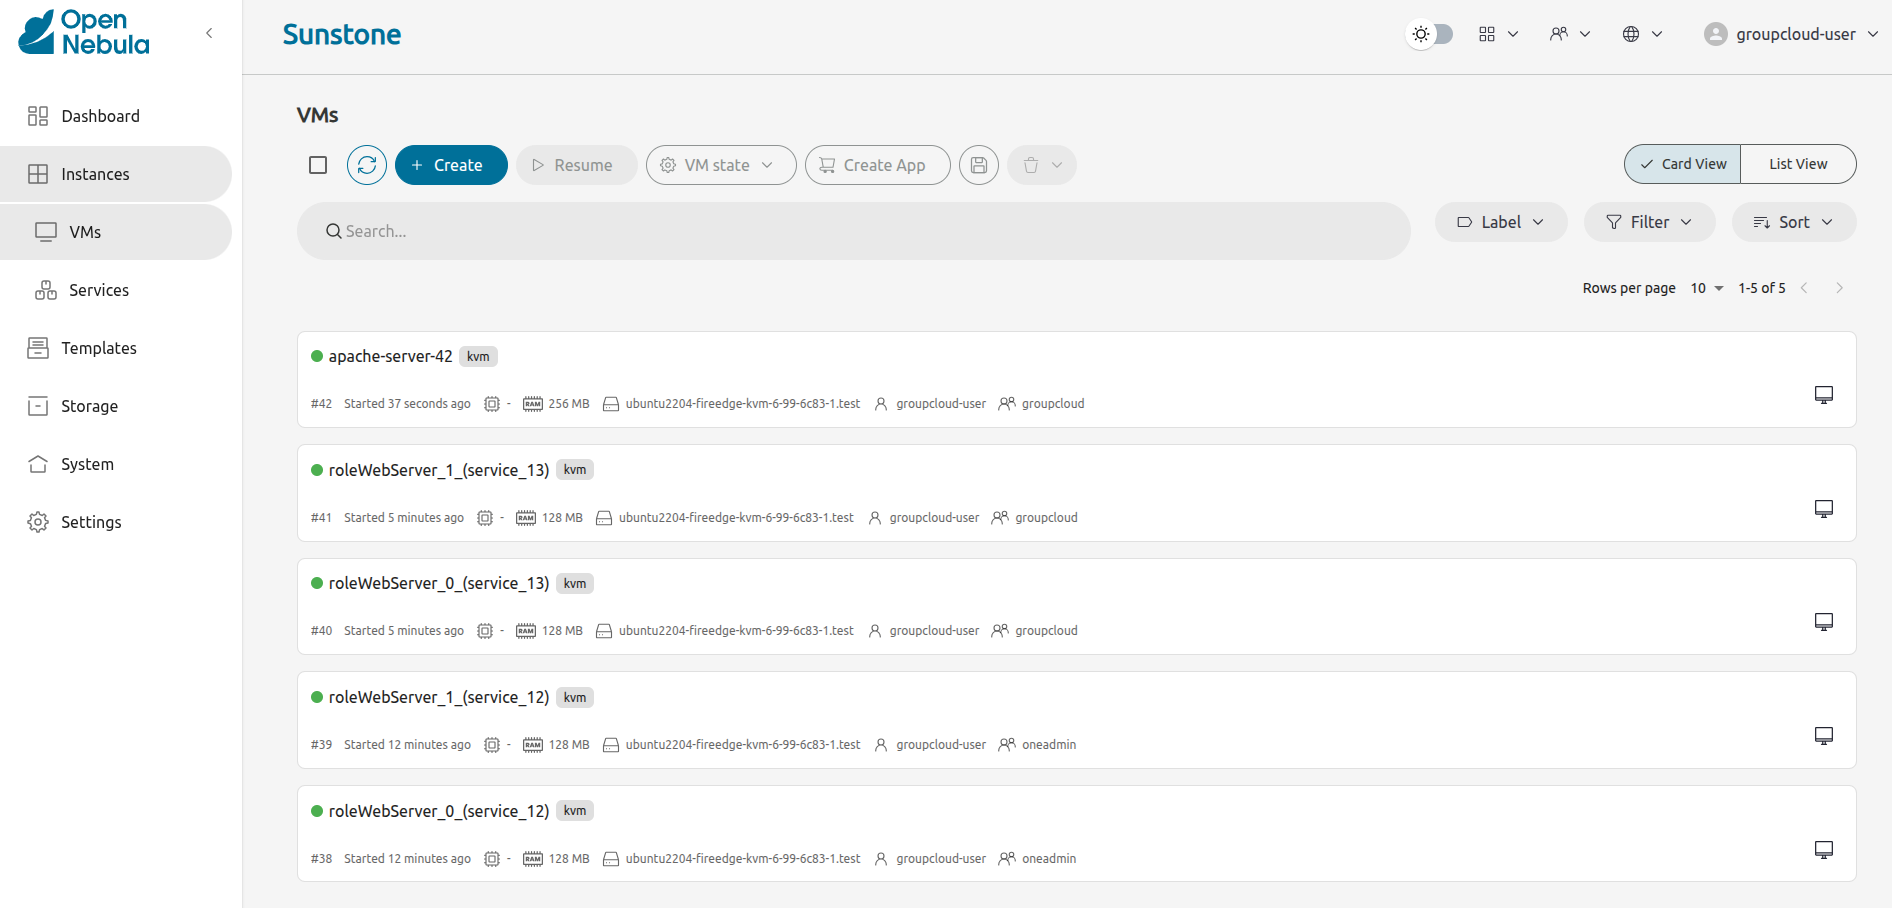 Open
Nebula
Sunstone
groupcloud-user
Dashboard
Instances
VMs
Services
Templates
Storage
System
Settings
VMs
Create
Resume
VM state
Create App
Card View
List View
Search...
Label
Filter
Sort
Rows per page 10 1-5 of 5
apache-server-42 kvm
#42 Started 37 seconds ago - RAM 256 MB ubuntu2204-fireedge-kvm-6-99-6c83-1.test groupcloud-user groupcloud
roleWebServer_1_(service_13) kvm
#41 Started 5 minutes ago - RAM 128 MB ubuntu2204-fireedge-kvm-6-99-6c83-1.test groupcloud-user groupcloud
roleWebServer_0_(service_13) kvm
#40 Started 5 minutes ago - RAM 128 MB ubuntu2204-fireedge-kvm-6-99-6c83-1.test groupcloud-user groupcloud
roleWebServer_1_(service_12) kvm
#39 Started 12 minutes ago - RAM 128 MB ubuntu2204-fireedge-kvm-6-99-6c83-1.test groupcloud-user oneadmin
roleWebServer_0_(service_12) kvm
#38 Started 12 minutes ago - RAM 128 MB ubuntu2204-fireedge-kvm-6-99-6c83-1.test groupcloud-user oneadmin